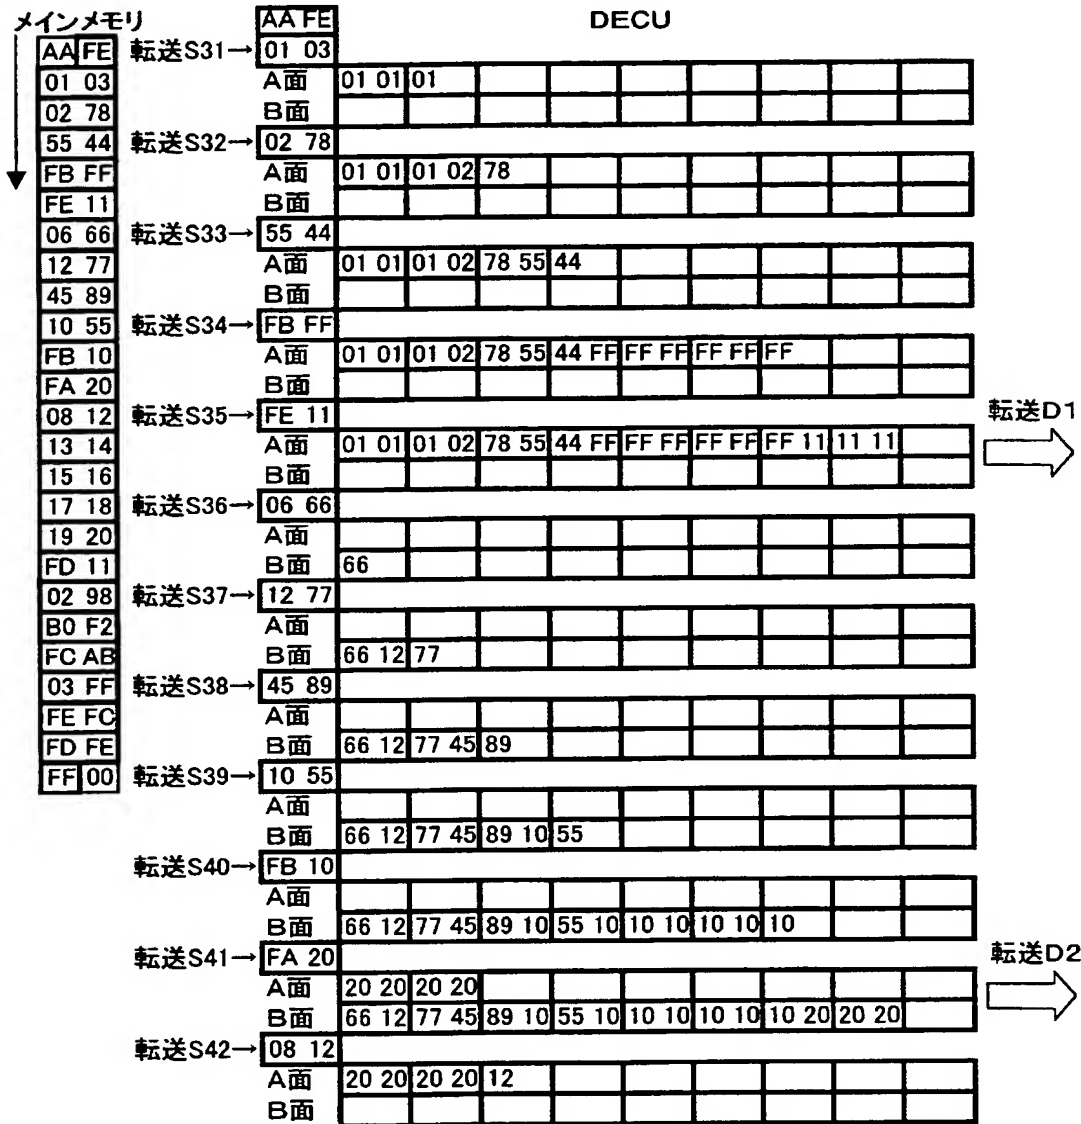 メインメモリ
AA FE
01 03
02 78
55 44
FB FF
FE 11
06 66
12 77
45 89
10 55
FB 10
FA 20
08 12
13 14
15 16
17 18
19 20
FD 11
02 98
B0 F2
FC AB
03 FF
FE FC
FD FE
FF 00
DECU
AA FE
転送S31→ 01 03
A面 01 01 01
B面
転送S32→ 02 78
A面 01 01 01 02 78
B面
転送S33→ 55 44
A面 01 01 01 02 78 55 44
B面
転送S34→ FB FF
A面 01 01 01 02 78 55 44 FF FF FF FF FF FF
B面
転送S35→ FE 11
A面 01 01 01 02 78 55 44 FF FF FF FF FF FF 11 11 11
B面
転送D1
転送S36→ 06 66
A面
B面 66
転送S37→ 12 77
A面
B面 66 12 77
転送S38→ 45 89
A面
B面 66 12 77 45 89
転送S39→ 10 55
A面
B面 66 12 77 45 89 10 55
転送S40→ FB 10
A面
B面 66 12 77 45 89 10 55 10 10 10 10 10 10
転送S41→ FA 20
A面 20 20 20 20
B面 66 12 77 45 89 10 55 10 10 10 10 10 10 20 20 20
転送D2
転送S42→ 08 12
A面 20 20 20 20 12
B面